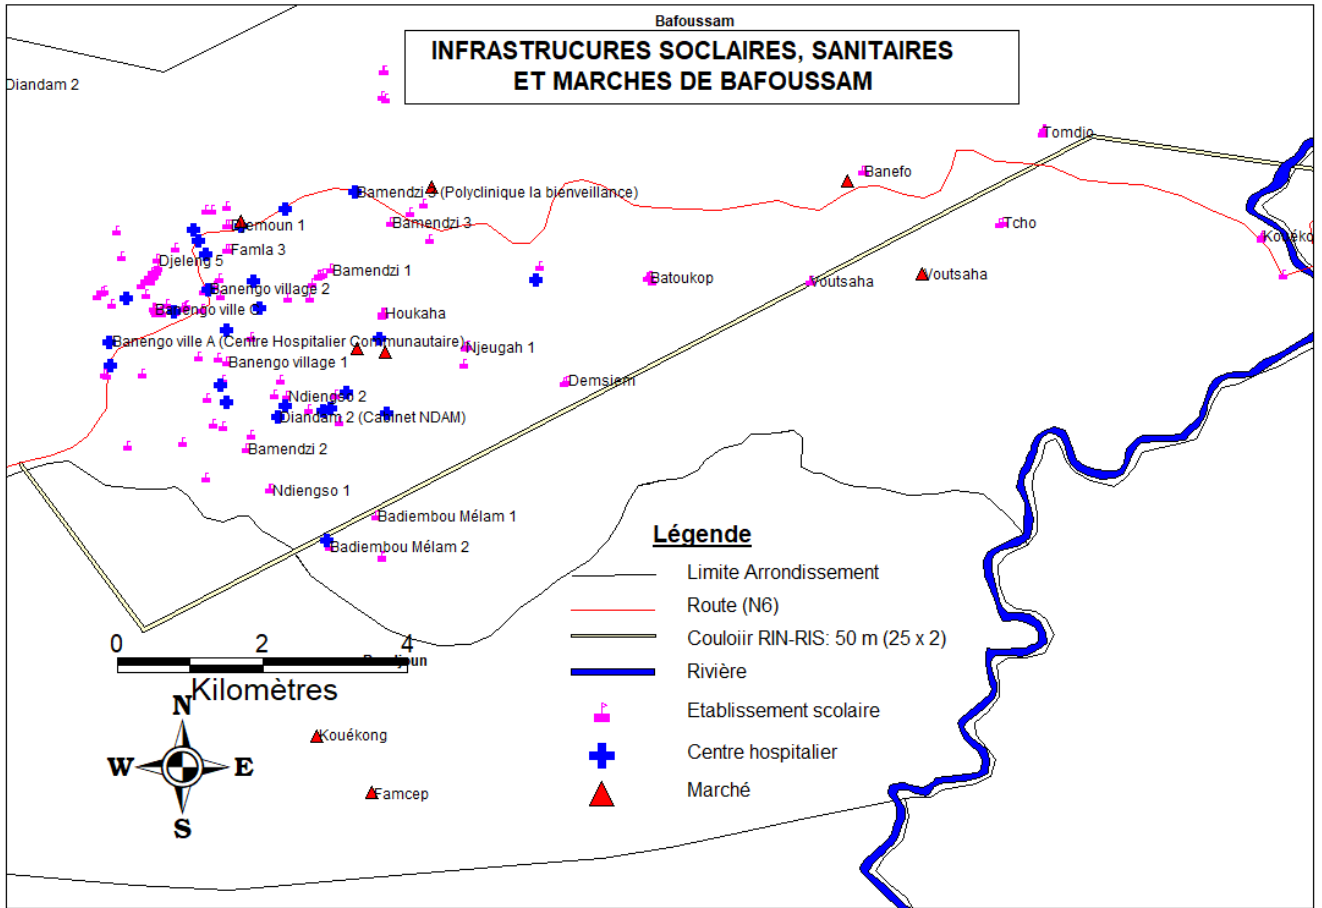 Bafoussam
INFRASTRUCURES SOCLAIRES, SANITAIRES
ET MARCHES DE BAFOUSSAM
Diandam 2
Tomdjo
Banefo
Bamendzi 3 (Polyclinique la bienveillance)
Bamendzi 3
Tcho
Famla 3
Djeleng 5
Bamendzi 1
Batoukop
Voutsaha
Voutsaha
Banengo village 2
Banengo ville
Houkaha
Banengo ville A (Centre Hospitalier Communautaire)
Njeugah 1
Banengo village 1
Demsiem
Ndiengso 2
Diandam 2 (Cabinet NDAM)
Bamendzi 2
Ndiengso 1
Badiembou Mélam 1
Badiembou Mélam 2
Légende
Limite Arrondissement
Route (N6)
Couloiir RIN-RIS: 50 m (25 x 2)
Rivière
Etablissement scolaire
Centre hospitalier
Marché
0 2 4
Kilomètres
N
W E
S
Kouékong
Famcep